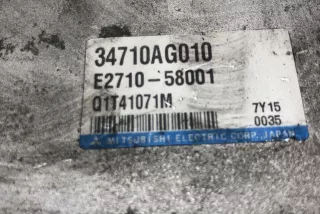 34710AG010
E2710-58001
Q1T41071M
7Y15
0035
MITSUBISHI ELECTRIC CORP., JAPAN